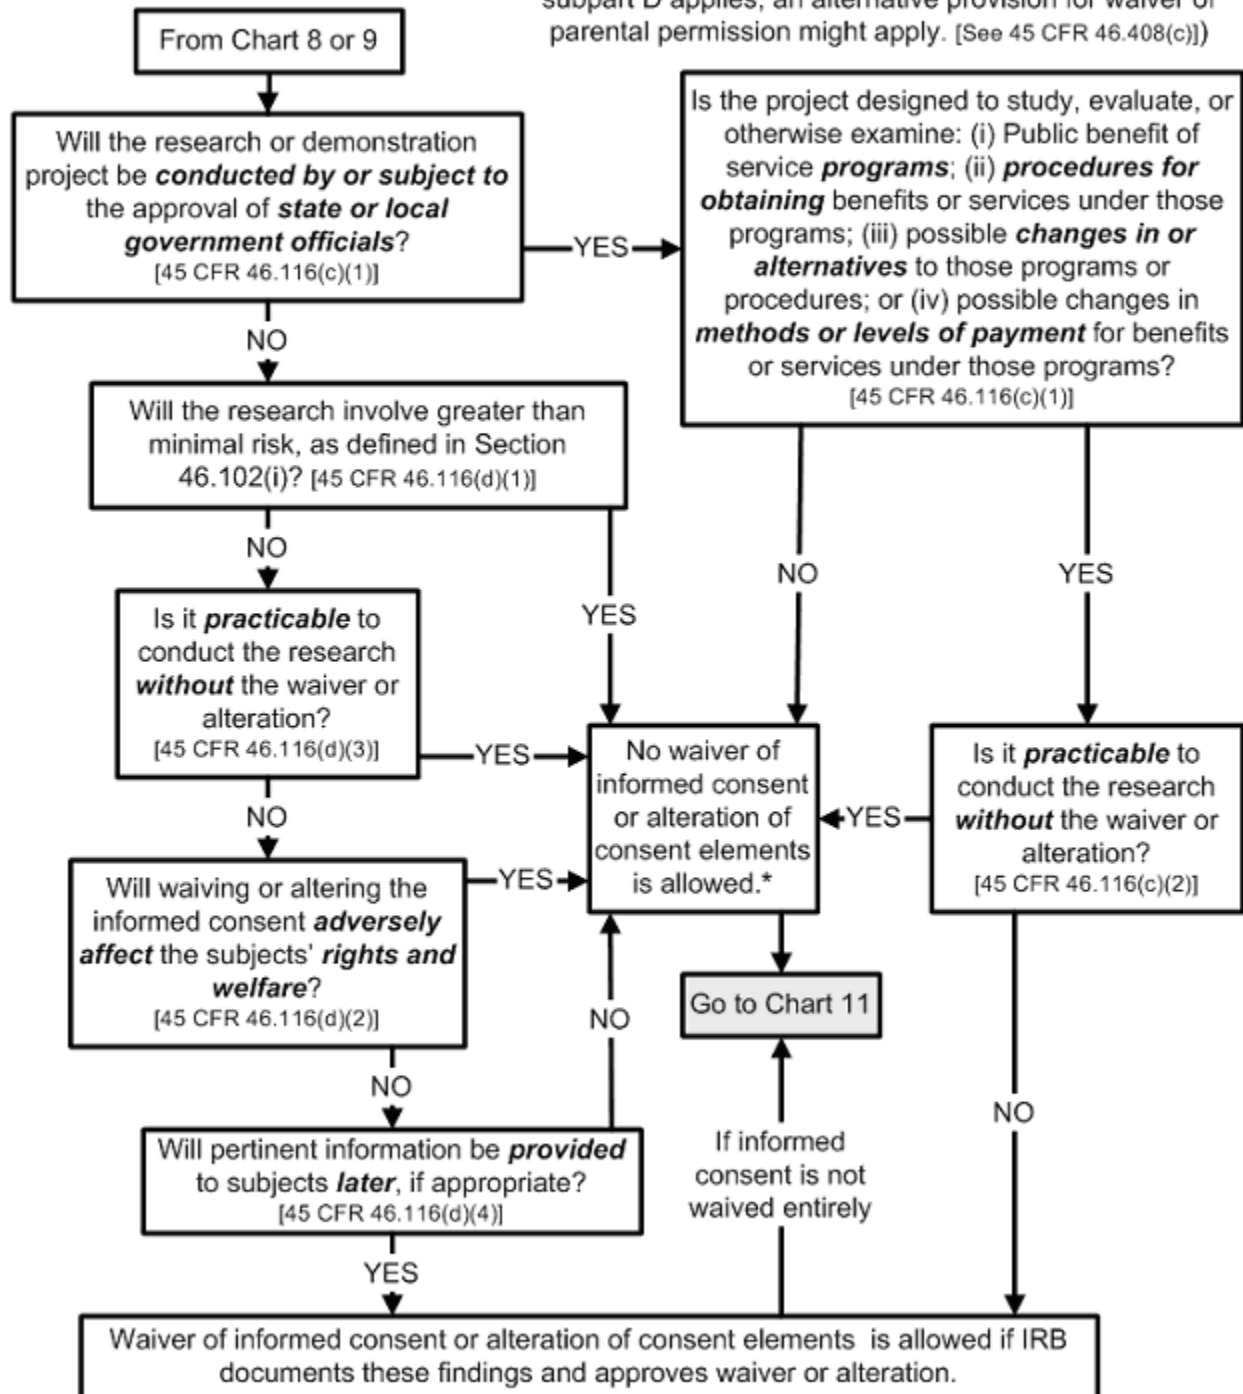 subpart D applies, an alternative provision for waiver of
parental permission might apply. [See 45 CFR 46.408(c)])
From Chart 8 or 9
Will the research or demonstration
project be conducted by or subject to
the approval of state or local
government officials?
[45 CFR 46.116(c)(1)]
YES
Is the project designed to study, evaluate, or
otherwise examine: (i) Public benefit of
service programs; (ii) procedures for
obtaining benefits or services under those
programs; (iii) possible changes in or
alternatives to those programs or
procedures; or (iv) possible changes in
methods or levels of payment for benefits
or services under those programs?
[45 CFR 46.116(c)(1)]
NO
Will the research involve greater than
minimal risk, as defined in Section
46.102(i)? [45 CFR 46.116(d)(1)]
NO
YES
NO
YES
Is it practicable to
conduct the research
without the waiver or
alteration?
[45 CFR 46.116(d)(3)]
YES
No waiver of
informed consent
or alteration of
consent elements
is allowed.*
YES
Is it practicable to
conduct the research
without the waiver or
alteration?
[45 CFR 46.116(c)(2)]
NO
Will waiving or altering the
informed consent adversely
affect the subjects' rights and
welfare?
[45 CFR 46.116(d)(2)]
YES
NO
Go to Chart 11
NO
NO
Will pertinent information be provided
to subjects later, if appropriate?
[45 CFR 46.116(d)(4)]
If informed
consent is not
waived entirely
YES
Waiver of informed consent or alteration of consent elements is allowed if IRB
documents these findings and approves waiver or alteration.